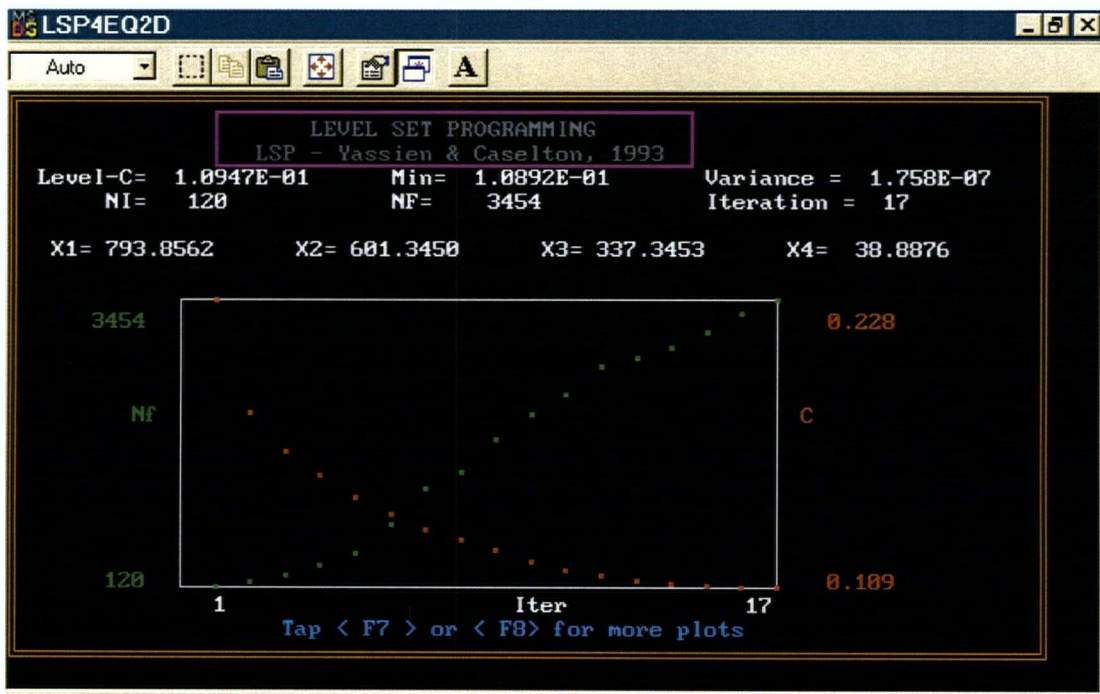 LSP4EQ2D
Auto
A
LEVEL SET PROGRAMMING
LSP - Yassien & Caselton, 1993
Level-C= 1.0947E-01 Min= 1.0892E-01 Variance = 1.758E-07
NI= 120 NF= 3454 Iteration = 17
X1= 793.8562 X2= 601.3450 X3= 337.3453 X4= 38.8876
3454 0.228
Nf C
120 0.109
1 Iter 17
Tap < F7 > or < F8> for more plots